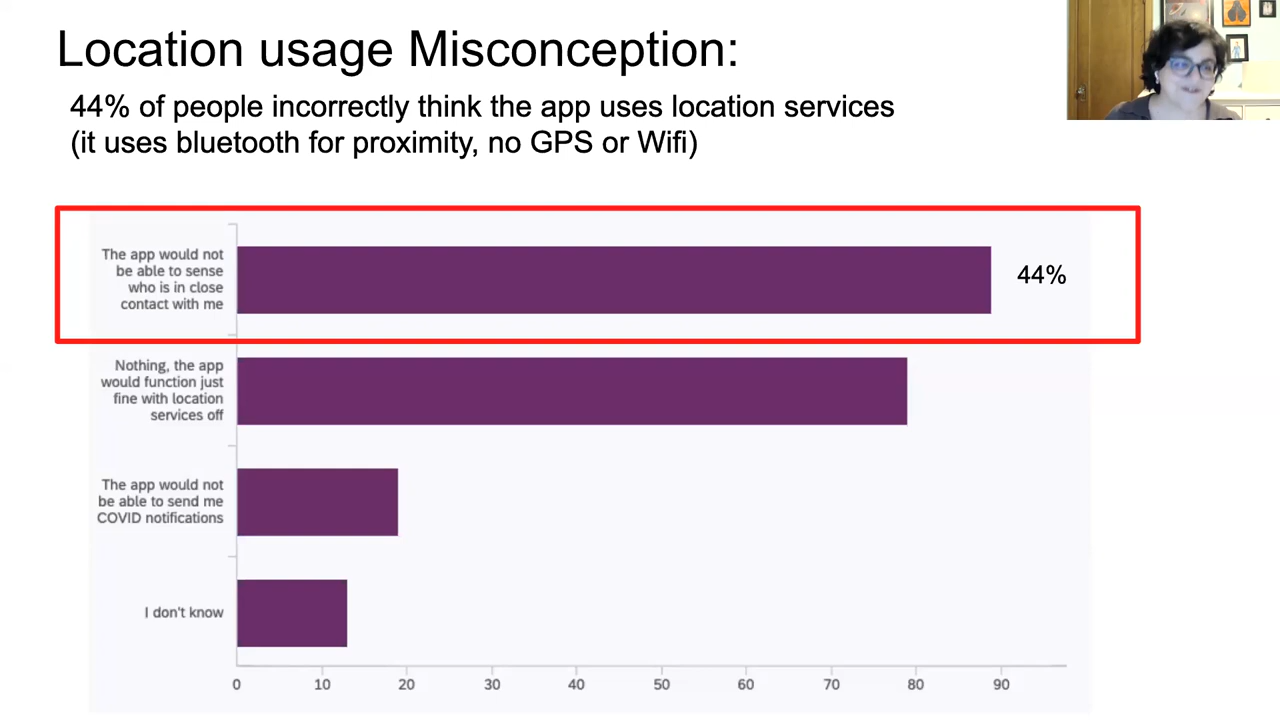 Location usage Misconception:
44% of people incorrectly think the app uses location services
(it uses bluetooth for proximity, no GPS or Wifi)
The app would not
be able to sense
who is in close
contact with me
44%
Nothing, the app
would function just
fine with location
services off
The app would not
be able to send me
COVID notifications
I don't know
0 10 20 30 40 50 60 70 80 90